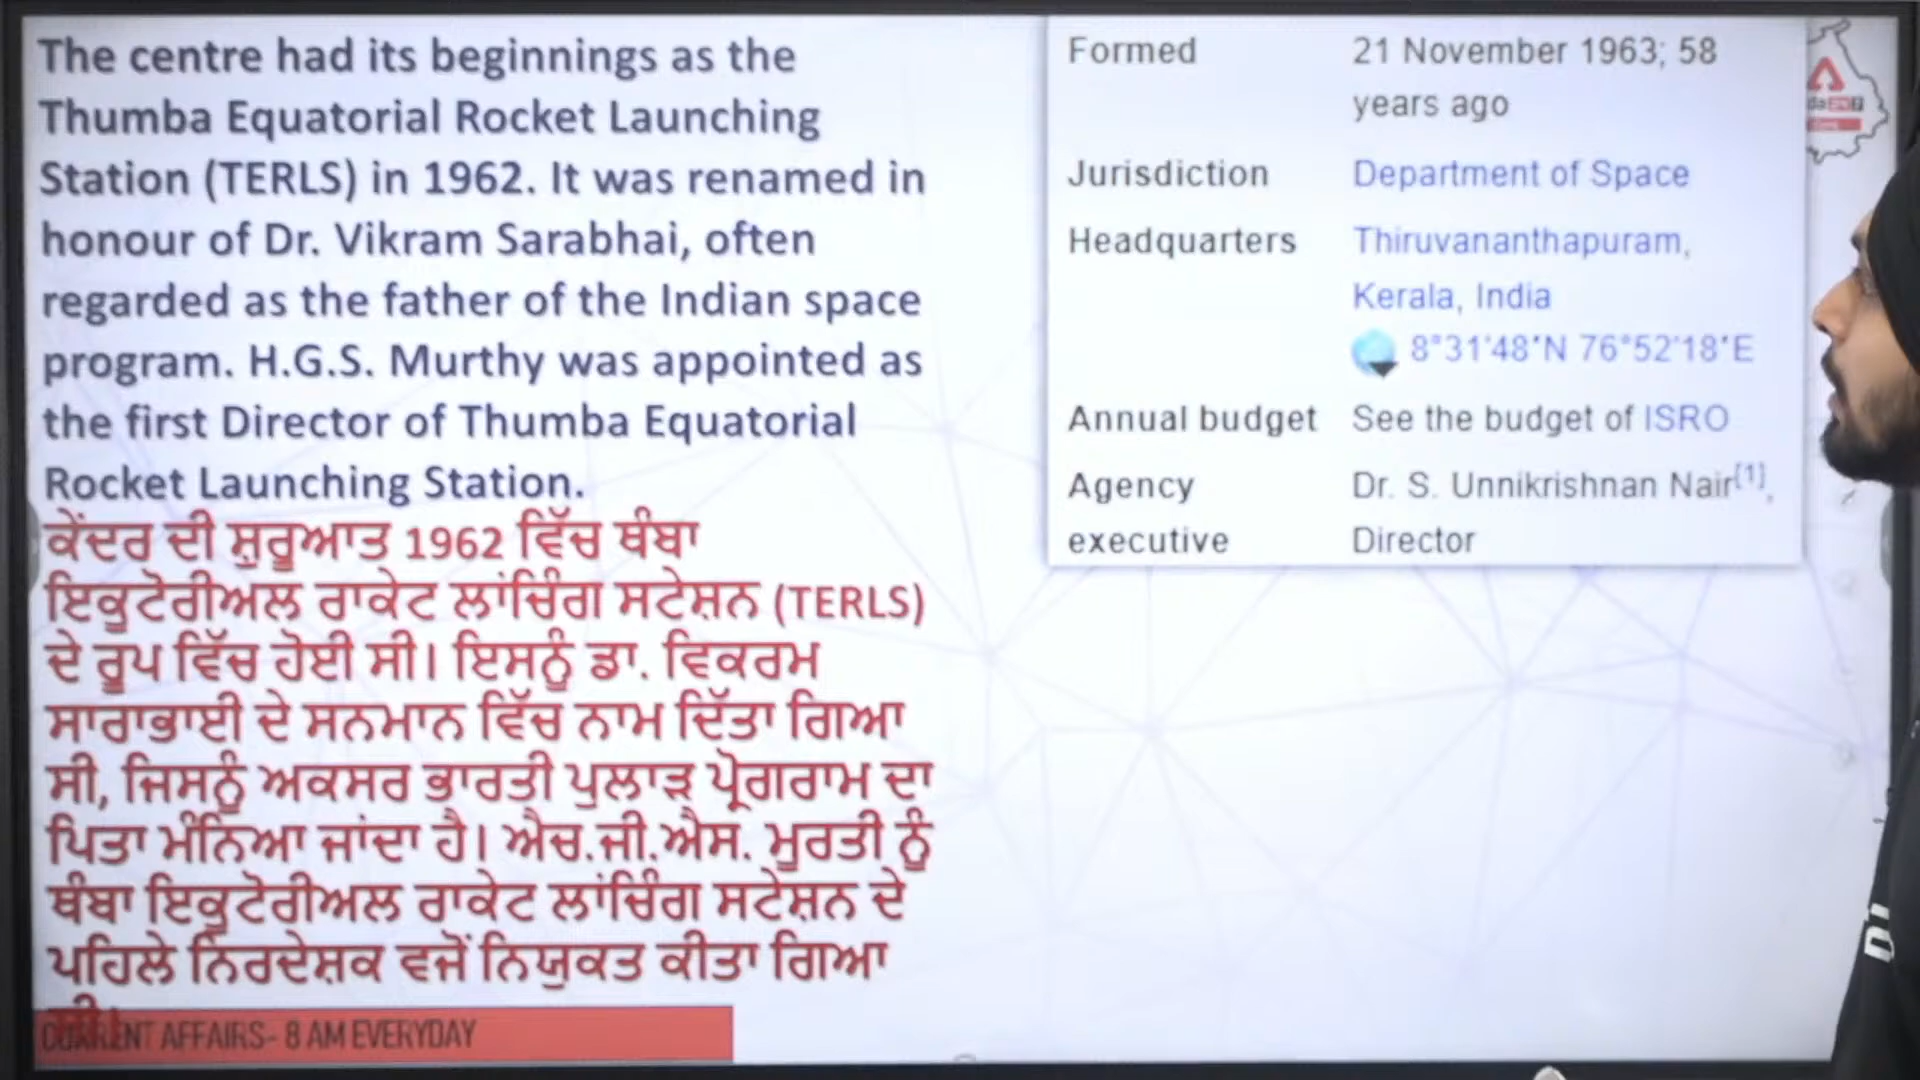 The centre had its beginnings as the
Thumba Equatorial Rocket Launching
Station (TERLS) in 1962. It was renamed in
honour of Dr. Vikram Sarabhai, often
regarded as the father of the Indian space
program. H.G.S. Murthy was appointed as
the first Director of Thumba Equatorial
Rocket Launching Station.
ਕੇਂਦਰ ਦੀ ਸ਼ੁਰੂਆਤ 1962 ਵਿੱਚ ਥੰਬਾ
ਇਕੂਟੋਰੀਅਲ ਰਾਕੇਟ ਲਾਂਚਿੰਗ ਸਟੇਸ਼ਨ (TERLS)
ਦੇ ਰੂਪ ਵਿੱਚ ਹੋਈ ਸੀ। ਇਸਨੂੰ ਡਾ. ਵਿਕਰਮ
ਸਾਰਾਭਾਈ ਦੇ ਸਨਮਾਨ ਵਿੱਚ ਨਾਮ ਦਿੱਤਾ ਗਿਆ
ਸੀ, ਜਿਸਨੂੰ ਅਕਸਰ ਭਾਰਤੀ ਪੁਲਾੜ ਪ੍ਰੋਗਰਾਮ ਦਾ
ਪਿਤਾ ਮੰਨਿਆ ਜਾਂਦਾ ਹੈ। ਐਚ.ਜੀ.ਐਸ. ਮੂਰਤੀ ਨੂੰ
ਥੰਬਾ ਇਕੂਟੋਰੀਅਲ ਰਾਕੇਟ ਲਾਂਚਿੰਗ ਸਟੇਸ਼ਨ ਦੇ
ਪਹਿਲੇ ਨਿਰਦੇਸ਼ਕ ਵਜੋਂ ਨਿਯੁਕਤ ਕੀਤਾ ਗਿਆ
ਸੀ।
CURRENT AFFAIRS- 8 AM EVERYDAY
Formed 21 November 1963; 58
years ago
Jurisdiction Department of Space
Headquarters Thiruvananthapuram,
Kerala, India
8°31'48"N 76°52'18"E
Annual budget See the budget of ISRO
Agency Dr. S. Unnikrishnan Nair[1],
executive Director